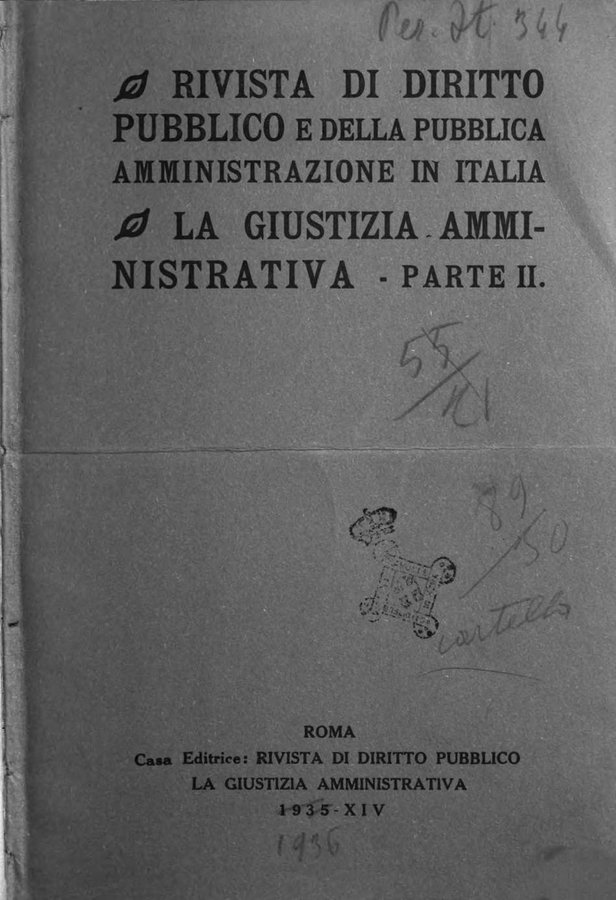 Per. It. 344
RIVISTA DI DIRITTO
PUBBLICO E DELLA PUBBLICA
AMMINISTRAZIONE IN ITALIA
LA GIUSTIZIA AMMI-
NISTRATIVA - PARTE II.
55
89
50
cartella
ROMA
Casa Editrice: RIVISTA DI DIRITTO PUBBLICO
LA GIUSTIZIA AMMINISTRATIVA
1935-XIV
1936